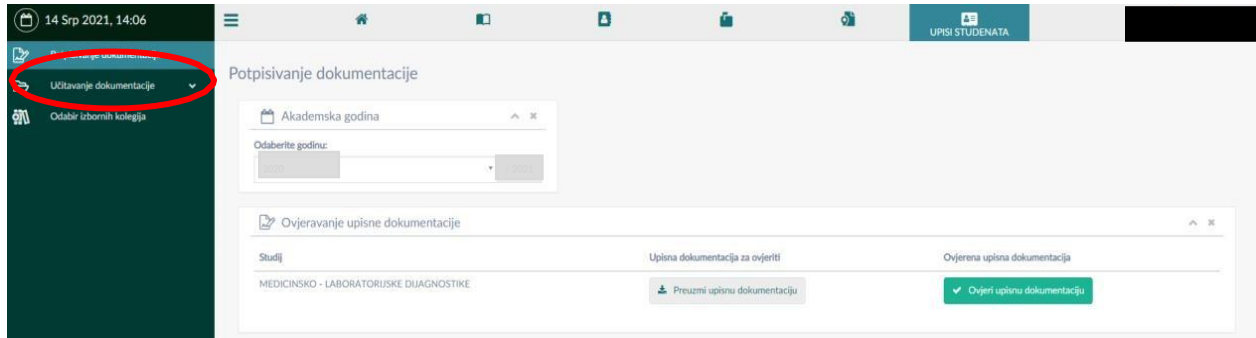 14 Srp 2021, 14:06
UPISI STUDENATA
Učitavanje dokumentacije
Odabir izbornih kolegija
Potpisivanje dokumentacije
Akademska godina
Odaberite godinu:
Ovjeravanje upisne dokumentacije
Studij Upisna dokumentacija za ovjeriti Ovjerena upisna dokumentacija
MEDICINSKO - LABORATORIJSKE DIJAGNOSTIKE Preuzmi upisnu dokumentaciju Ovjeri upisnu dokumentaciju